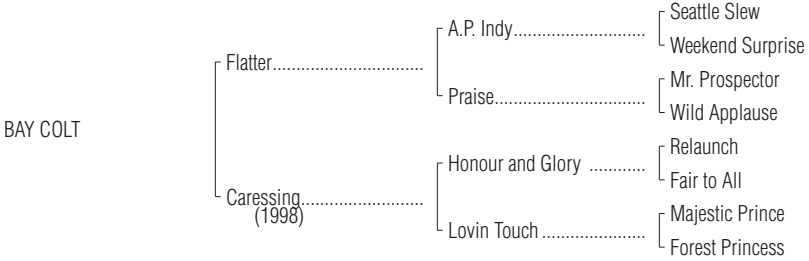 Seattle Slew
A.P. Indy............................
Weekend Surprise
Flatter................................
Mr. Prospector
Praise................................
Wild Applause
BAY COLT
Relaunch
Honour and Glory ............
Fair to All
Caressing..........................
(1998)
Majestic Prince
Lovin Touch ......................
Forest Princess